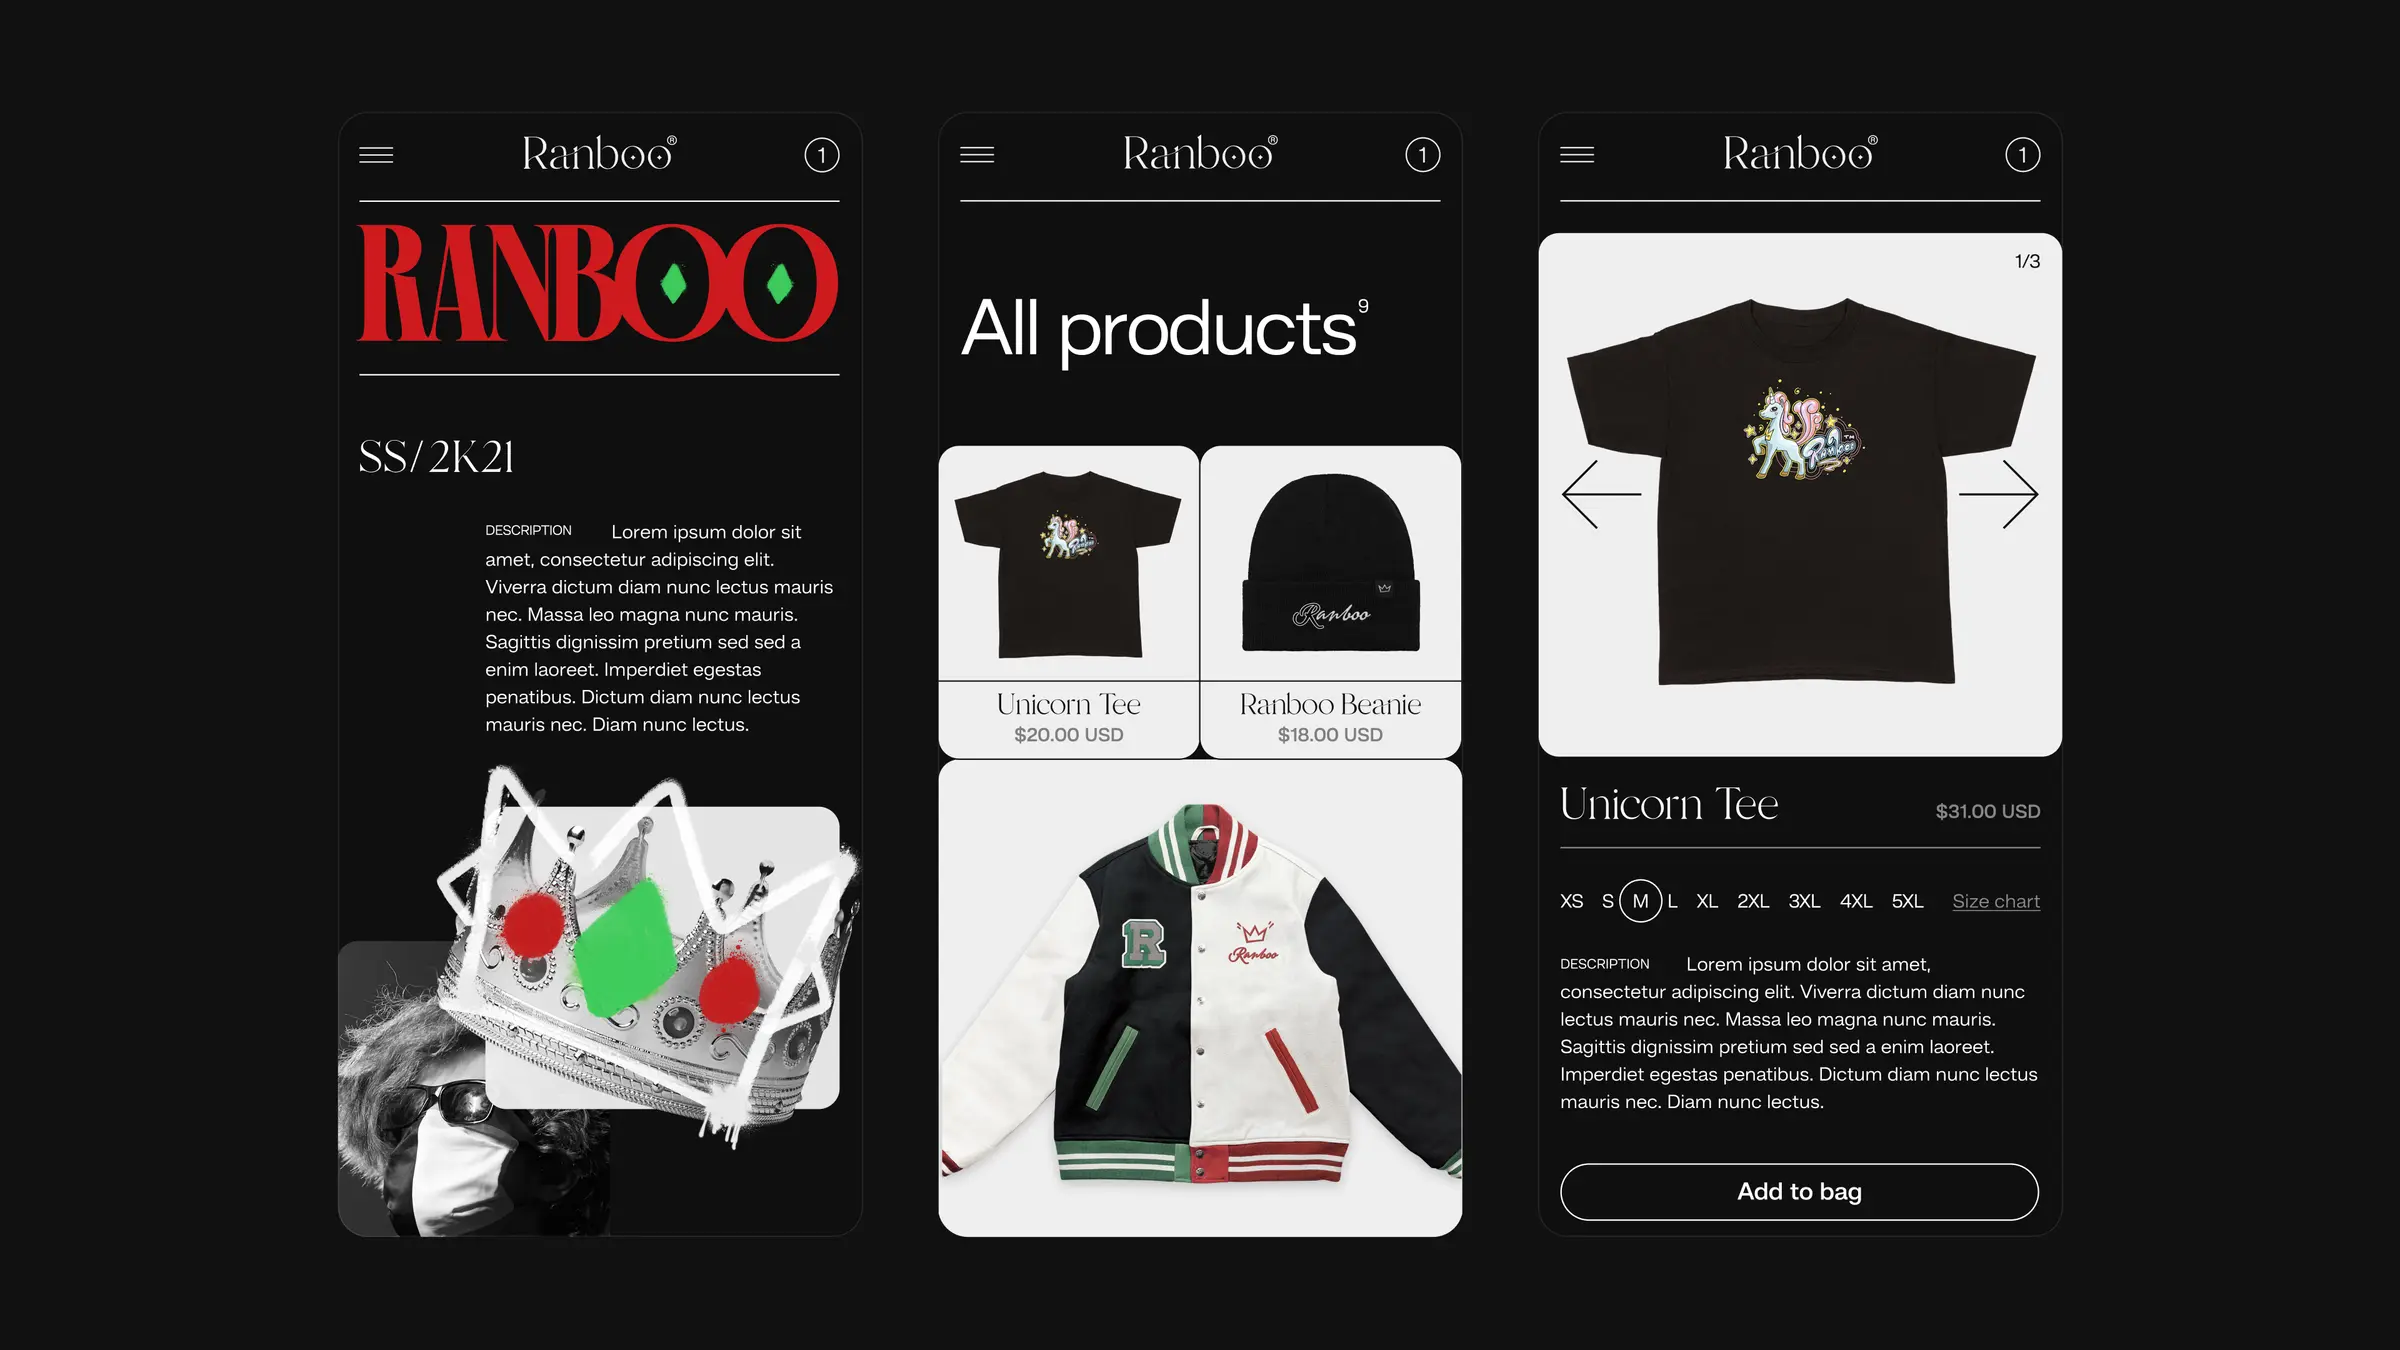 Ranboo®
1
RANBOO
SS/2K21
DESCRIPTION Lorem ipsum dolor sit
amet, consectetur adipiscing elit.
Viverra dictum diam nunc lectus mauris
nec. Massa leo magna nunc mauris.
Sagittis dignissim pretium sed sed a
enim laoreet. Imperdiet egestas
penatibus. Dictum diam nunc lectus
mauris nec. Diam nunc lectus.
Ranboo®
1
All products9
Ranboo
Ranboo
Unicorn Tee
$20.00 USD
Ranboo Beanie
$18.00 USD
R
Ranboo
Ranboo®
1
1/3
Ranboo™
Unicorn Tee
$31.00 USD
XS S M L XL 2XL 3XL 4XL 5XL Size chart
DESCRIPTION Lorem ipsum dolor sit amet,
consectetur adipiscing elit. Viverra dictum diam nunc
lectus mauris nec. Massa leo magna nunc mauris.
Sagittis dignissim pretium sed sed a enim laoreet.
Imperdiet egestas penatibus. Dictum diam nunc lectus
mauris nec. Diam nunc lectus.
Add to bag